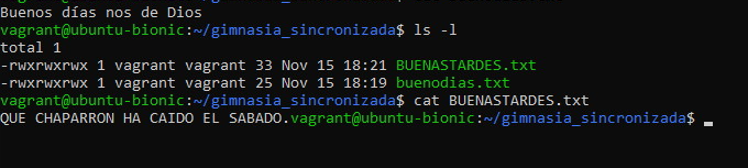 Buenos días nos de Dios
vagrant@ubuntu-bionic:~/gimnasia_sincronizada$ ls -l
total 1
-rwxrwxrwx 1 vagrant vagrant 33 Nov 15 18:21 BUENASTARDES.txt
-rwxrwxrwx 1 vagrant vagrant 25 Nov 15 18:19 buenodias.txt
vagrant@ubuntu-bionic:~/gimnasia_sincronizada$ cat BUENASTARDES.txt
QUE CHAPARRON HA CAIDO EL SABADO.vagrant@ubuntu-bionic:~/gimnasia_sincronizada$